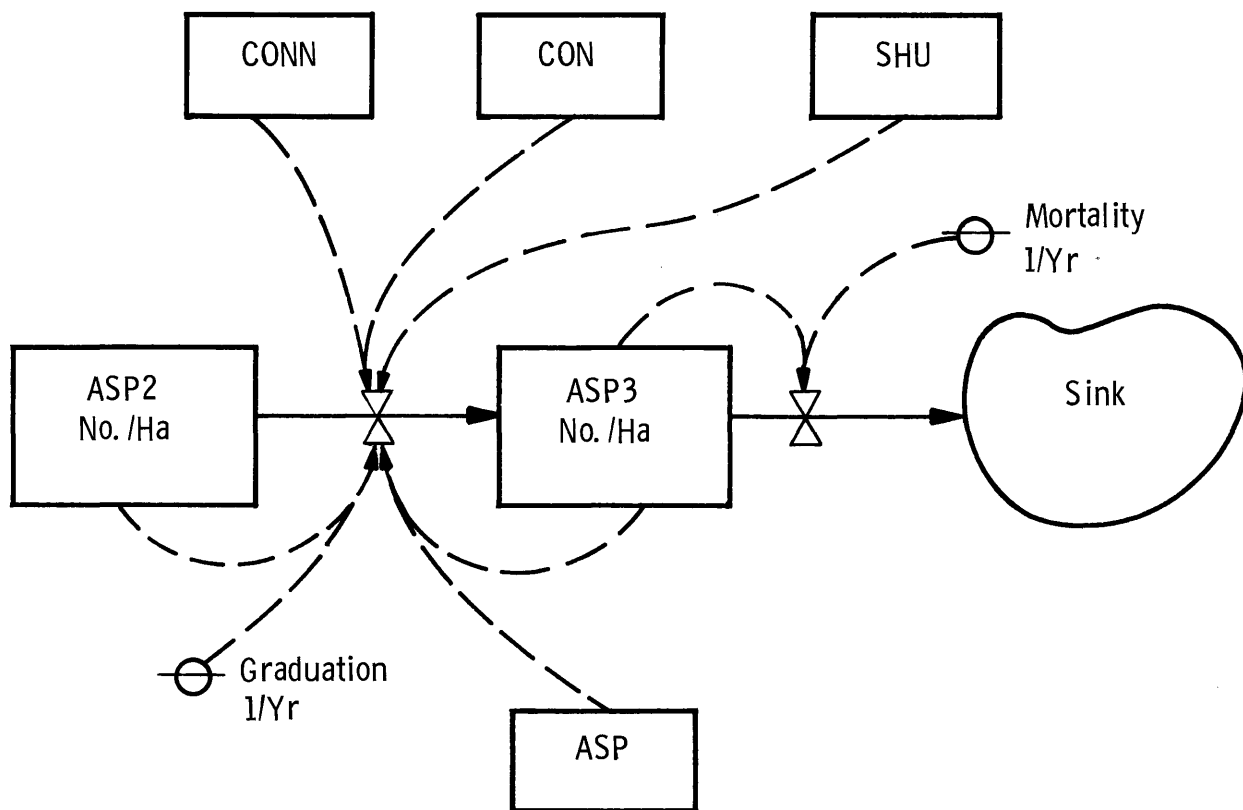 CONN
CON
SHU
Mortality
1/Yr
ASP2
No./Ha
ASP3
No./Ha
Sink
Graduation
1/Yr
ASP